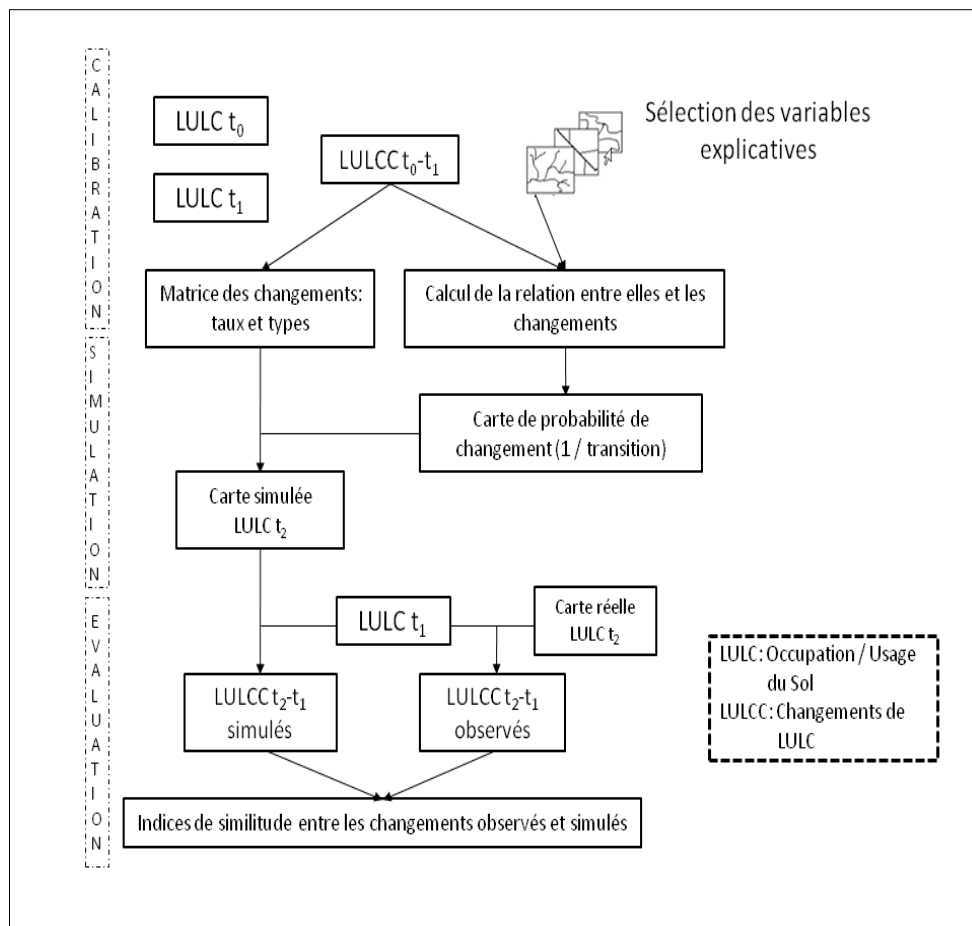 CALIBRATION
LULC t0
LULCC t0-t1
LULC t1
Sélection des variables
explicatives
Matrice des changements:
taux et types
Calcul de la relation entre elles et les
changements
SIMULATION
Carte de probabilité de
changement (1 / transition)
Carte simulée
LULC t2
EVALUATION
LULC t1
Carte réelle
LULC t2
LULCC t2-t1
simulés
LULCC t2-t1
observés
Indices de similitude entre les changements observés et simulés
LULC: Occupation / Usage
du Sol
LULCC: Changements de
LULC